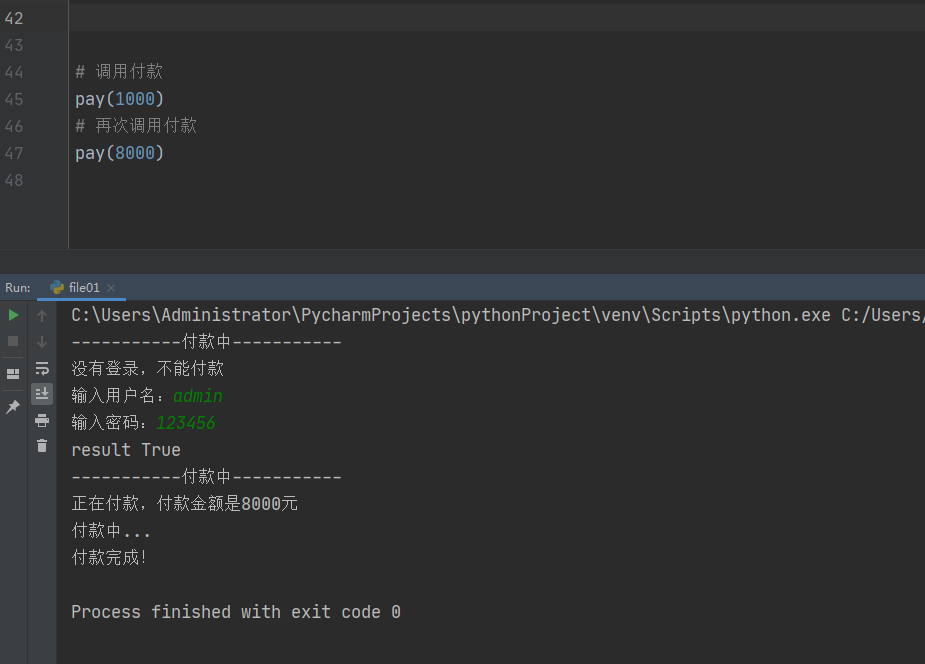 42
43
44 # 调用付款
45 pay(1000)
46 # 再次调用付款
47 pay(8000)
48
Run: file01 ×
C:\Users\Administrator\PycharmProjects\pythonProject\venv\Scripts\python.exe C:/Users/
-----------付款中-----------
没有登录，不能付款
输入用户名：admin
输入密码：123456
result True
-----------付款中-----------
正在付款，付款金额是8000元
付款中...
付款完成！
Process finished with exit code 0